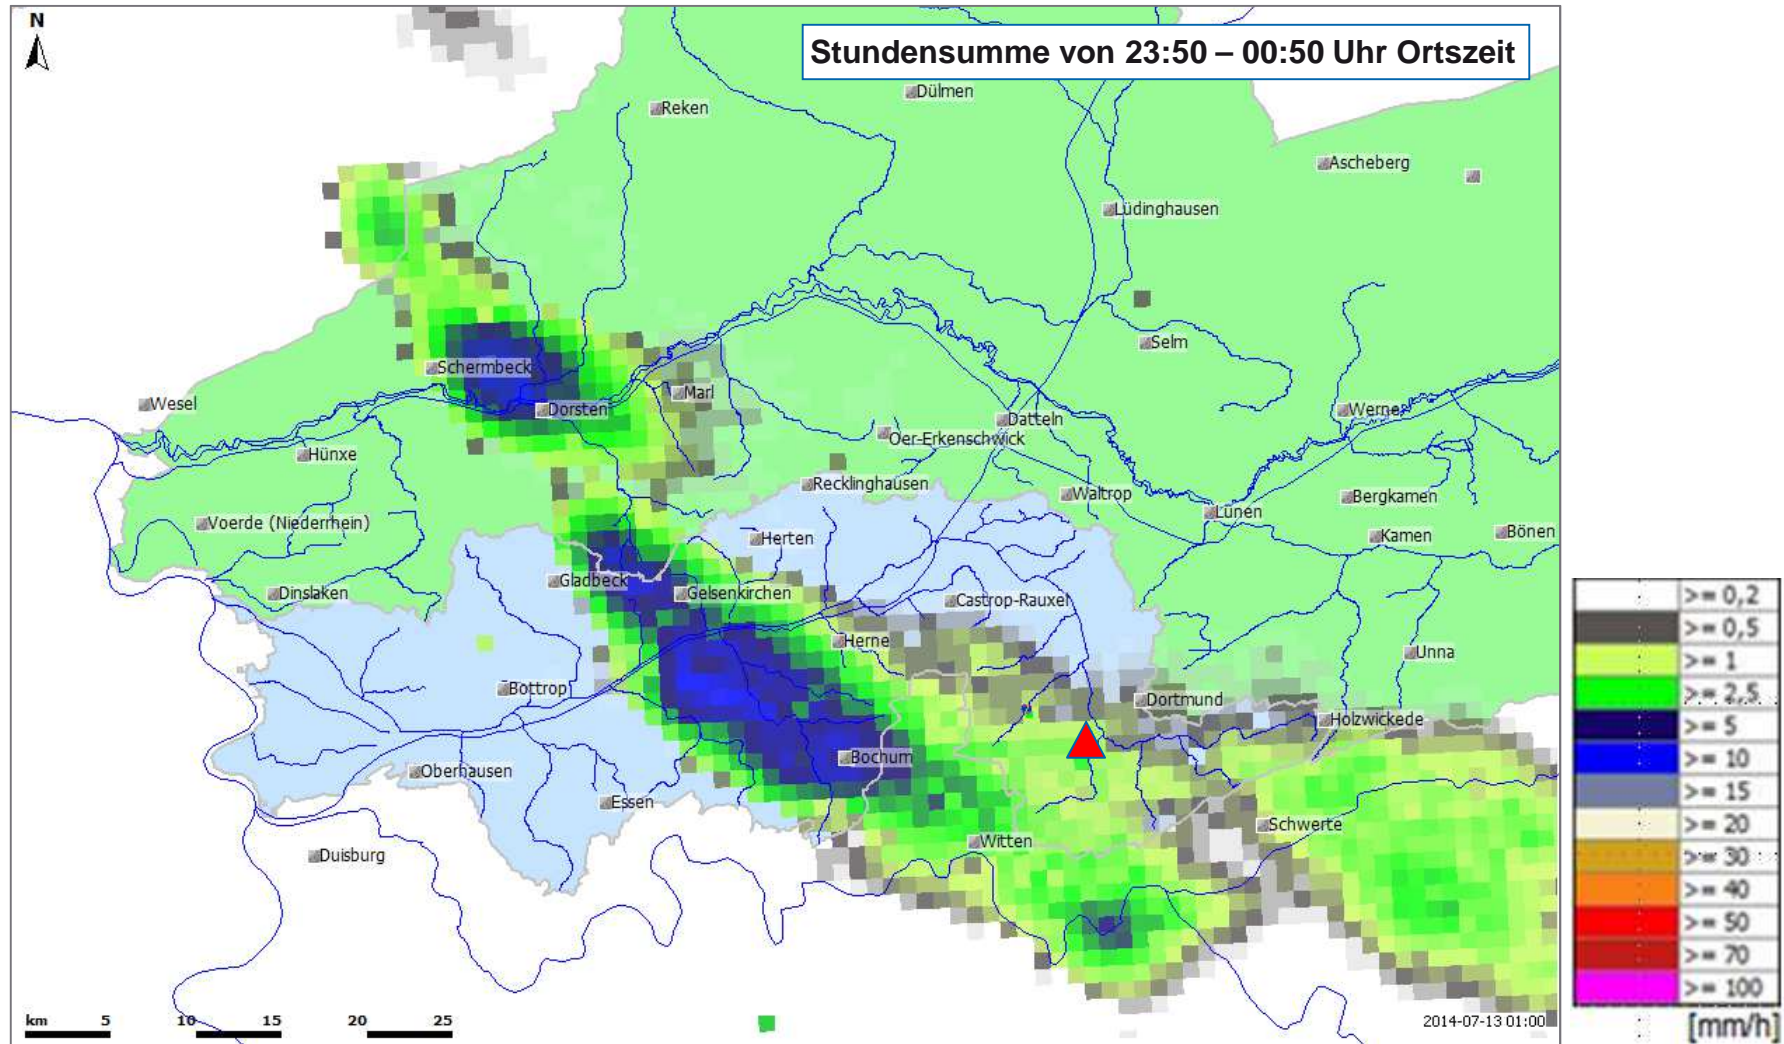 N
Stundensumme von 23:50 – 00:50 Uhr Ortszeit
Dülmen
Reken
Ascheberg
Lüdinghausen
Selm
Schermbeck
Marl
Wesel
Dorsten
Werne
Datteln
Oer-Erkenschwick
Hünxe
Recklinghausen
Waltrop
Bergkamen
Lünen
Voerde (Niederrhein)
Bönen
Kamen
Herten
Gladbeck
Dinslaken
Gelsenkirchen
Castrop-Rauxel
Herne
Unna
Bottrop
Dortmund
Holzwickede
Bochum
Oberhausen
Essen
Schwerte
Witten
Duisburg
km 5 10 15 20 25
2014-07-13 01:00
>= 0,2
>= 0,5
>= 1
>= 2,5
>= 5
>= 10
>= 15
>= 20
>= 30
>= 40
>= 50
>= 70
>= 100
[mm/h]